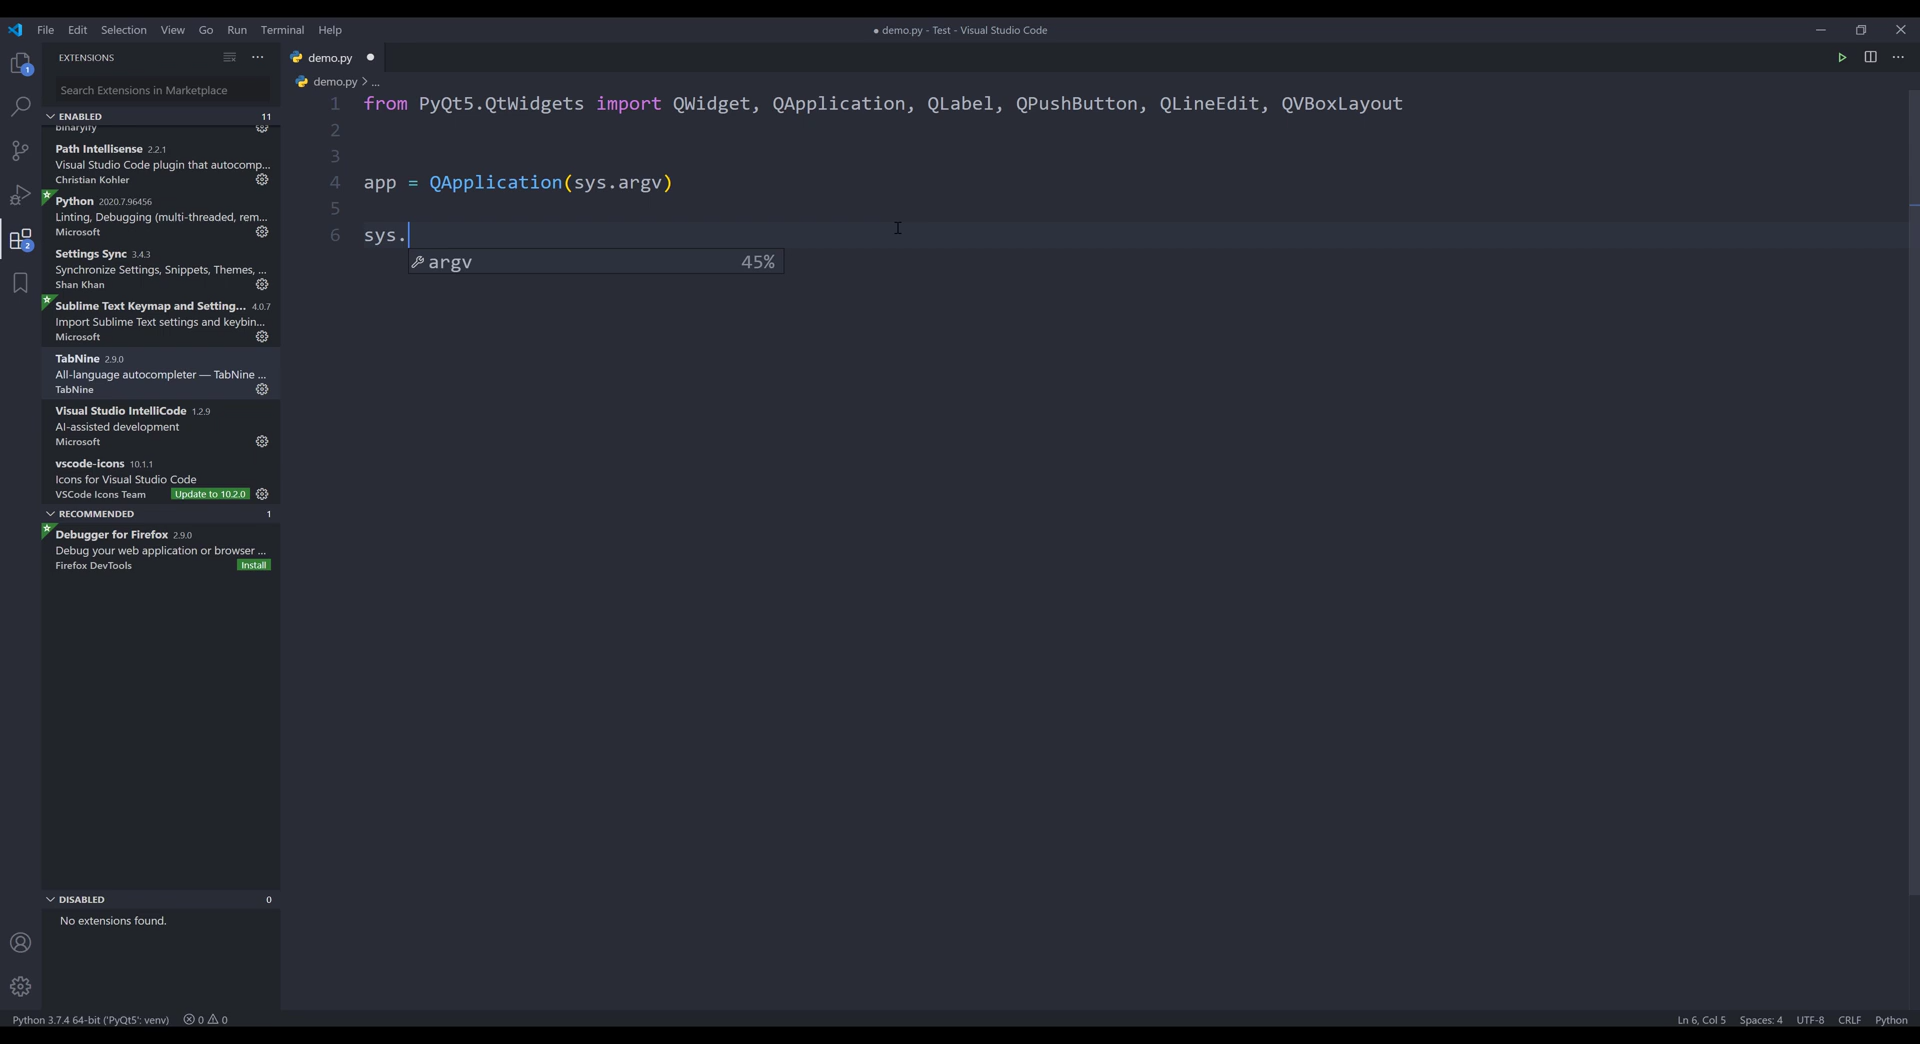 File Edit Selection View Go Run Terminal Help
● demo.py - Test - Visual Studio Code
EXTENSIONS
Search Extensions in Marketplace
ENABLED 11
binaryify
Path Intellisense 2.2.1
Visual Studio Code plugin that autocomp...
Christian Kohler
Python 2020.7.96456
Linting, Debugging (multi-threaded, rem...
Microsoft
Settings Sync 3.4.3
Synchronize Settings, Snippets, Themes, ...
Shan Khan
Sublime Text Keymap and Setting... 4.0.7
Import Sublime Text settings and keybin...
Microsoft
TabNine 2.9.0
All-language autocompleter — TabNine ...
TabNine
Visual Studio IntelliCode 1.2.9
AI-assisted development
Microsoft
vscode-icons 10.1.1
Icons for Visual Studio Code
VSCode Icons Team Update to 10.2.0
RECOMMENDED 1
Debugger for Firefox 2.9.0
Debug your web application or browser ...
Firefox DevTools Install
DISABLED 0
No extensions found.
1
2
demo.py
demo.py > ...
1 from PyQt5.QtWidgets import QWidget, QApplication, QLabel, QPushButton, QLineEdit, QVBoxLayout
2
3
4 app = QApplication(sys.argv)
5
6 sys.
argv 45%
Python 3.7.4 64-bit ('PyQt5': venv) 0 0
Ln 6, Col 5 Spaces: 4 UTF-8 CRLF Python